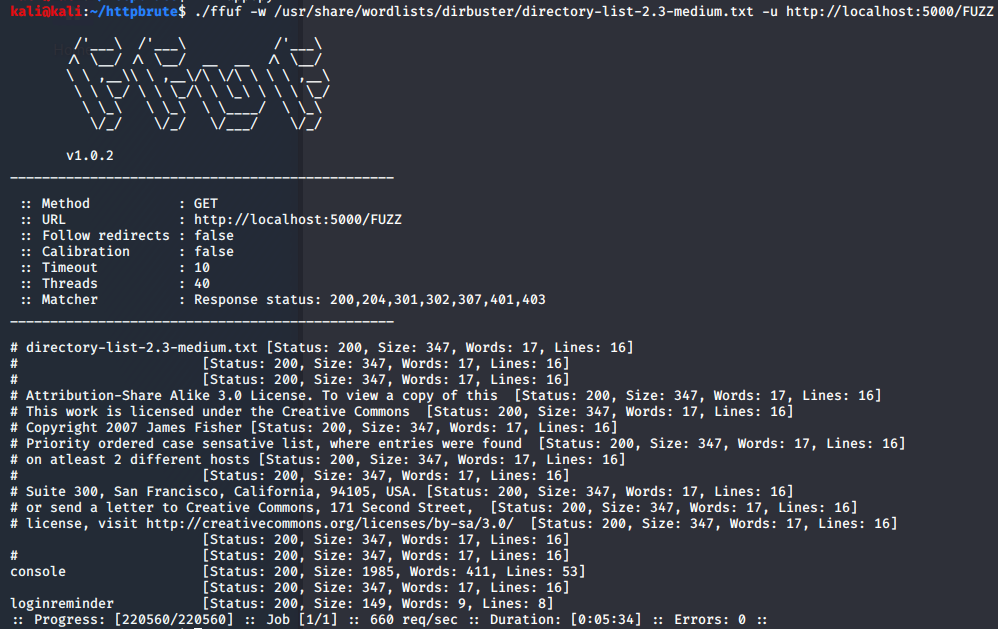 kali@kali:~/httpbrute$ ./ffuf -w /usr/share/wordlists/dirbuster/directory-list-2.3-medium.txt -u http://localhost:5000/FUZZ
v1.0.2
:: Method : GET
:: URL : http://localhost:5000/FUZZ
:: Follow redirects : false
:: Calibration : false
:: Timeout : 10
:: Threads : 40
:: Matcher : Response status: 200,204,301,302,307,401,403
# directory-list-2.3-medium.txt [Status: 200, Size: 347, Words: 17, Lines: 16]
# [Status: 200, Size: 347, Words: 17, Lines: 16]
# [Status: 200, Size: 347, Words: 17, Lines: 16]
# Attribution-Share Alike 3.0 License. To view a copy of this [Status: 200, Size: 347, Words: 17, Lines: 16]
# This work is licensed under the Creative Commons [Status: 200, Size: 347, Words: 17, Lines: 16]
# Copyright 2007 James Fisher [Status: 200, Size: 347, Words: 17, Lines: 16]
# Priority ordered case sensative list, where entries were found [Status: 200, Size: 347, Words: 17, Lines: 16]
# on atleast 2 different hosts [Status: 200, Size: 347, Words: 17, Lines: 16]
# [Status: 200, Size: 347, Words: 17, Lines: 16]
# Suite 300, San Francisco, California, 94105, USA. [Status: 200, Size: 347, Words: 17, Lines: 16]
# or send a letter to Creative Commons, 171 Second Street, [Status: 200, Size: 347, Words: 17, Lines: 16]
# license, visit http://creativecommons.org/licenses/by-sa/3.0/ [Status: 200, Size: 347, Words: 17, Lines: 16]
[Status: 200, Size: 347, Words: 17, Lines: 16]
# [Status: 200, Size: 347, Words: 17, Lines: 16]
console [Status: 200, Size: 1985, Words: 411, Lines: 53]
[Status: 200, Size: 347, Words: 17, Lines: 16]
loginreminder [Status: 200, Size: 149, Words: 9, Lines: 8]
:: Progress: [220560/220560] :: Job [1/1] :: 660 req/sec :: Duration: [0:05:34] :: Errors: 0 ::